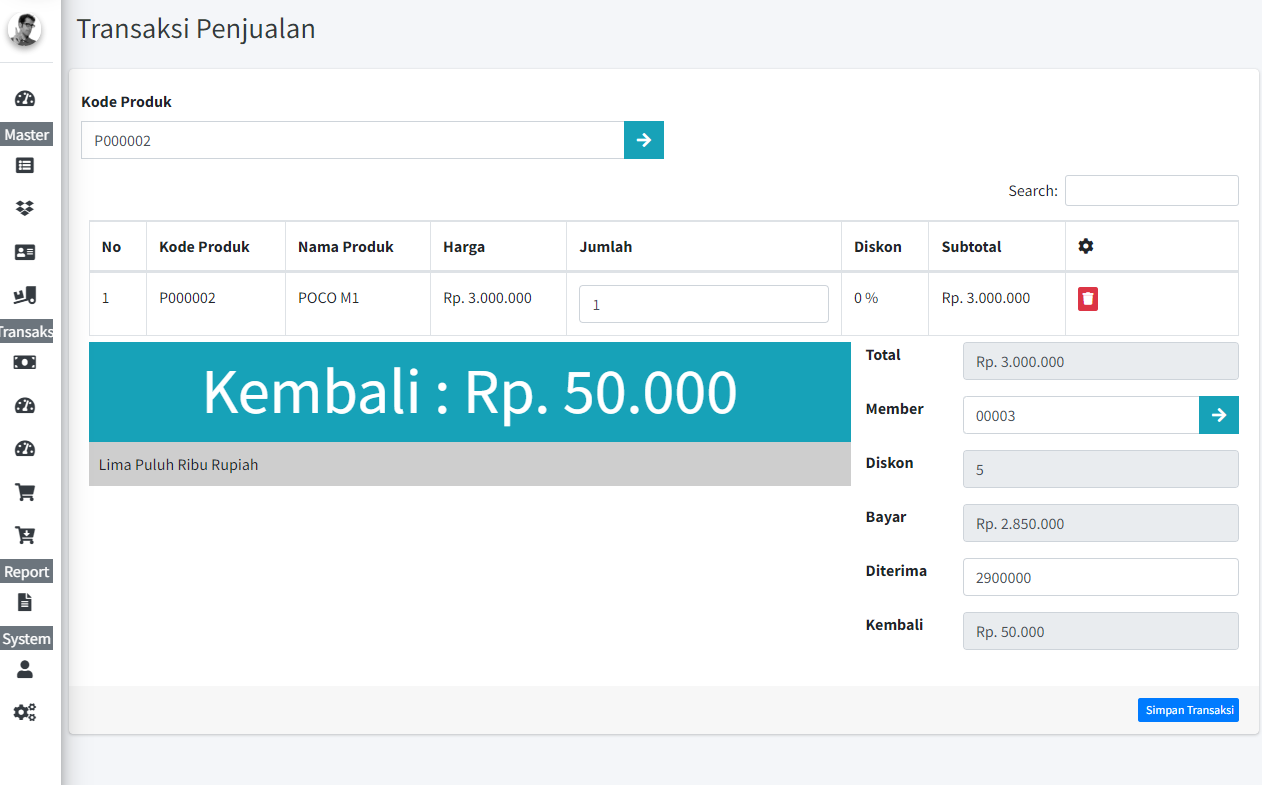 Transaksi Penjualan
Kode Produk
P000002
Search:
No Kode Produk Nama Produk Harga Jumlah Diskon Subtotal
1 P000002 POCO M1 Rp. 3.000.000 1 0 % Rp. 3.000.000
Kembali : Rp. 50.000
Lima Puluh Ribu Rupiah
Total Rp. 3.000.000
Member 00003
Diskon 5
Bayar Rp. 2.850.000
Diterima 2900000
Kembali Rp. 50.000
Simpan Transaksi
Master
Transaks
Report
System